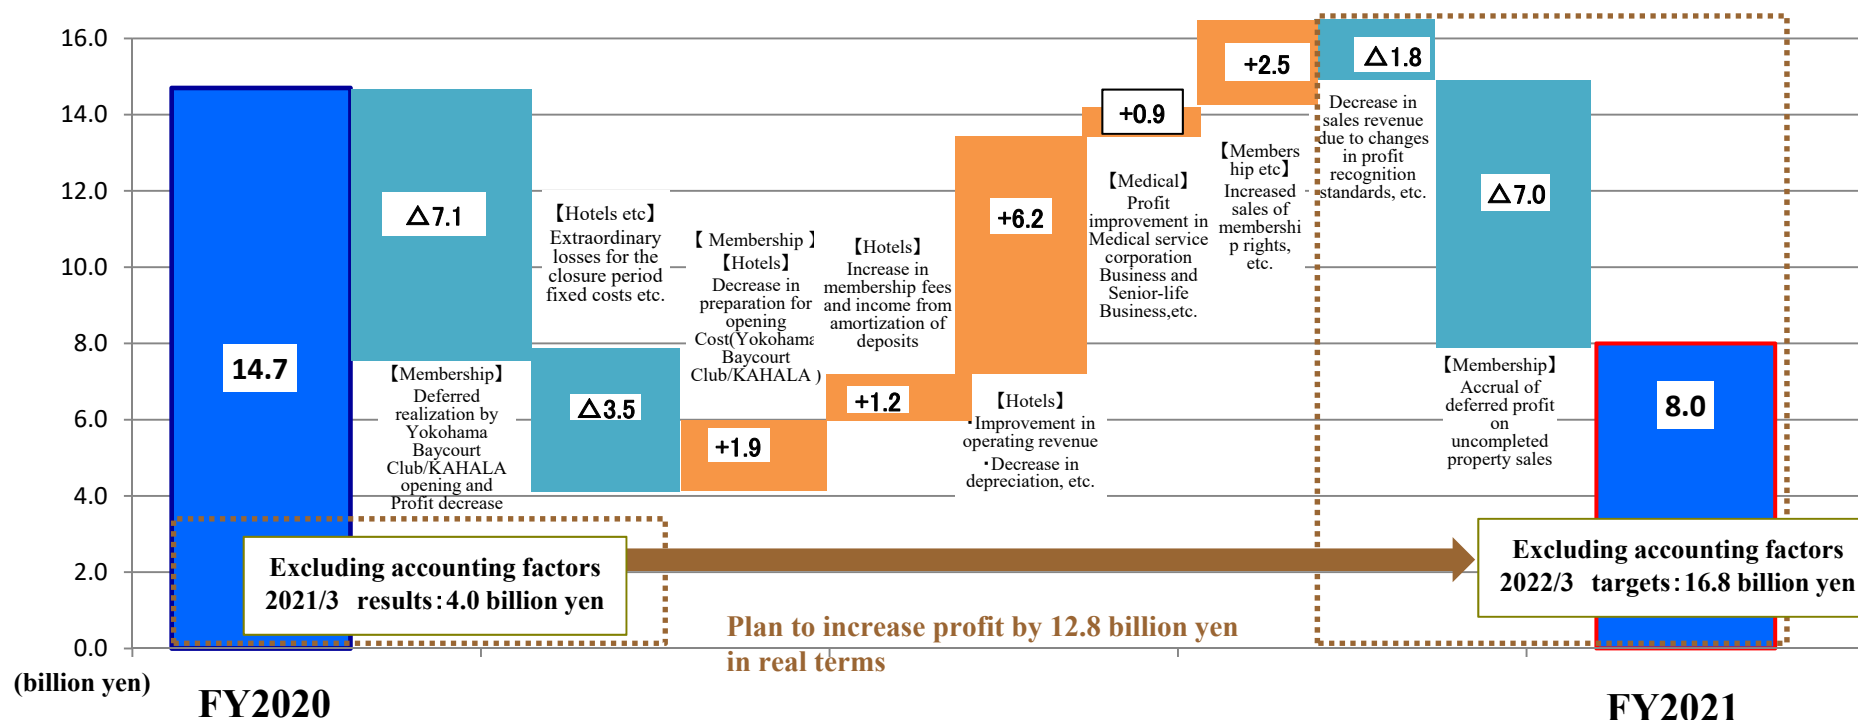 16.0
14.0
12.0
10.0
8.0
6.0
4.0
2.0
0.0
(billion yen)
14.7
△7.1
【Membership】
Deferred
realization by
Yokohama
Baycourt
Club/KAHALA
opening and
Profit decrease
【Hotels etc】
Extraordinary
losses for the
closure period
fixed costs etc.
△3.5
【 Membership 】
【Hotels】
Decrease in
preparation for
opening
Cost(Yokohama
Baycourt
Club/KAHALA )
+1.9
【Hotels】
Increase in
membership fees
and income from
amortization of
deposits
+1.2
+6.2
【Hotels】
・Improvement in
operating revenue
・Decrease in
depreciation, etc.
+0.9
【Medical】
Profit
improvement in
Medical service
corporation
Business and
Senior-life
Business,etc.
+2.5
【Members
hip etc】
Increased
sales of
membershi
p rights,
etc.
△1.8
Decrease in
sales revenue
due to changes
in profit
recognition
standards, etc.
△7.0
【Membership】
Accrual of
deferred profit
on
uncompleted
property sales
8.0
Excluding accounting factors
2021/3 results：4.0 billion yen
Excluding accounting factors
2022/3 targets：16.8 billion yen
Plan to increase profit by 12.8 billion yen
in real terms
FY2020
FY2021